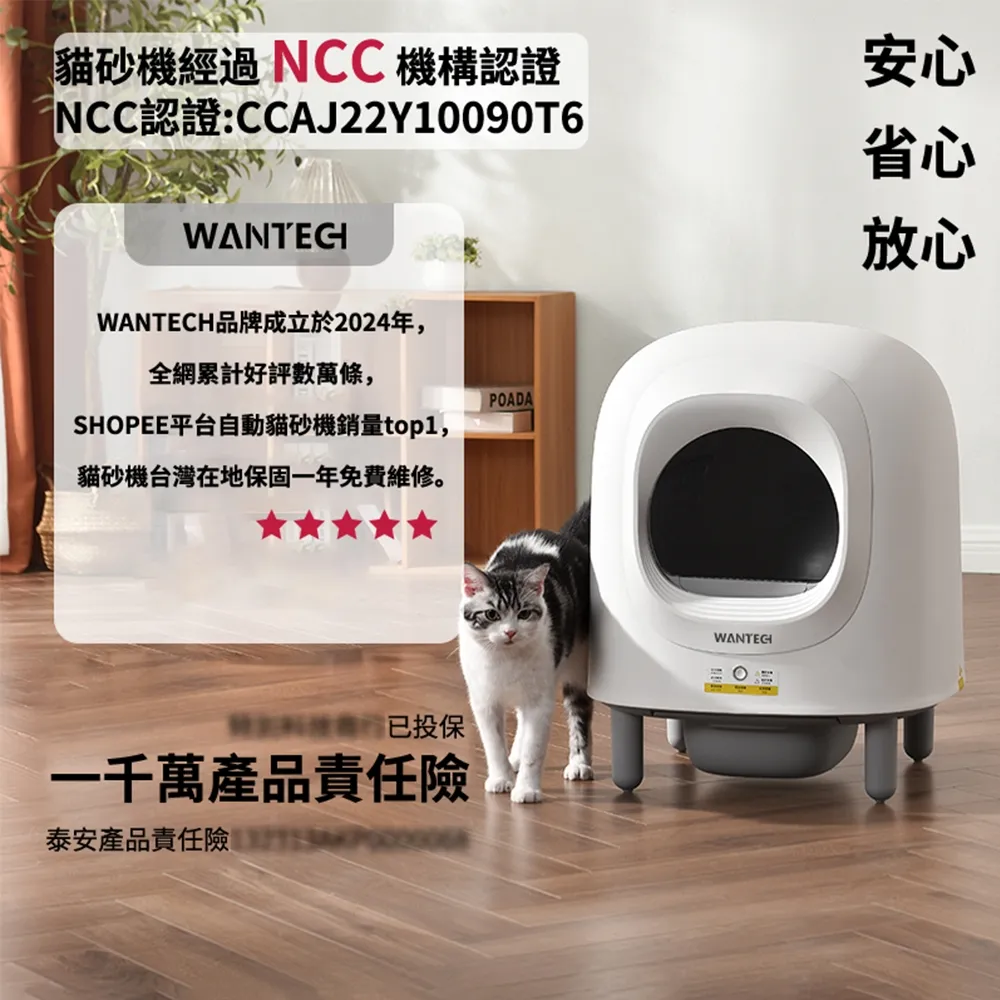 貓砂機經過 NCC 機構認證
NCC認證:CCAJ22Y10090T6
安心
省心
放心
WANTECH
WANTECH品牌成立於2024年，
全網累計好評數萬條，
SHOPEE平台自動貓砂機銷量top1，
貓砂機台灣在地保固一年免費維修。
POADA
WANTECH
已投保
一千萬產品責任險
泰安產品責任險